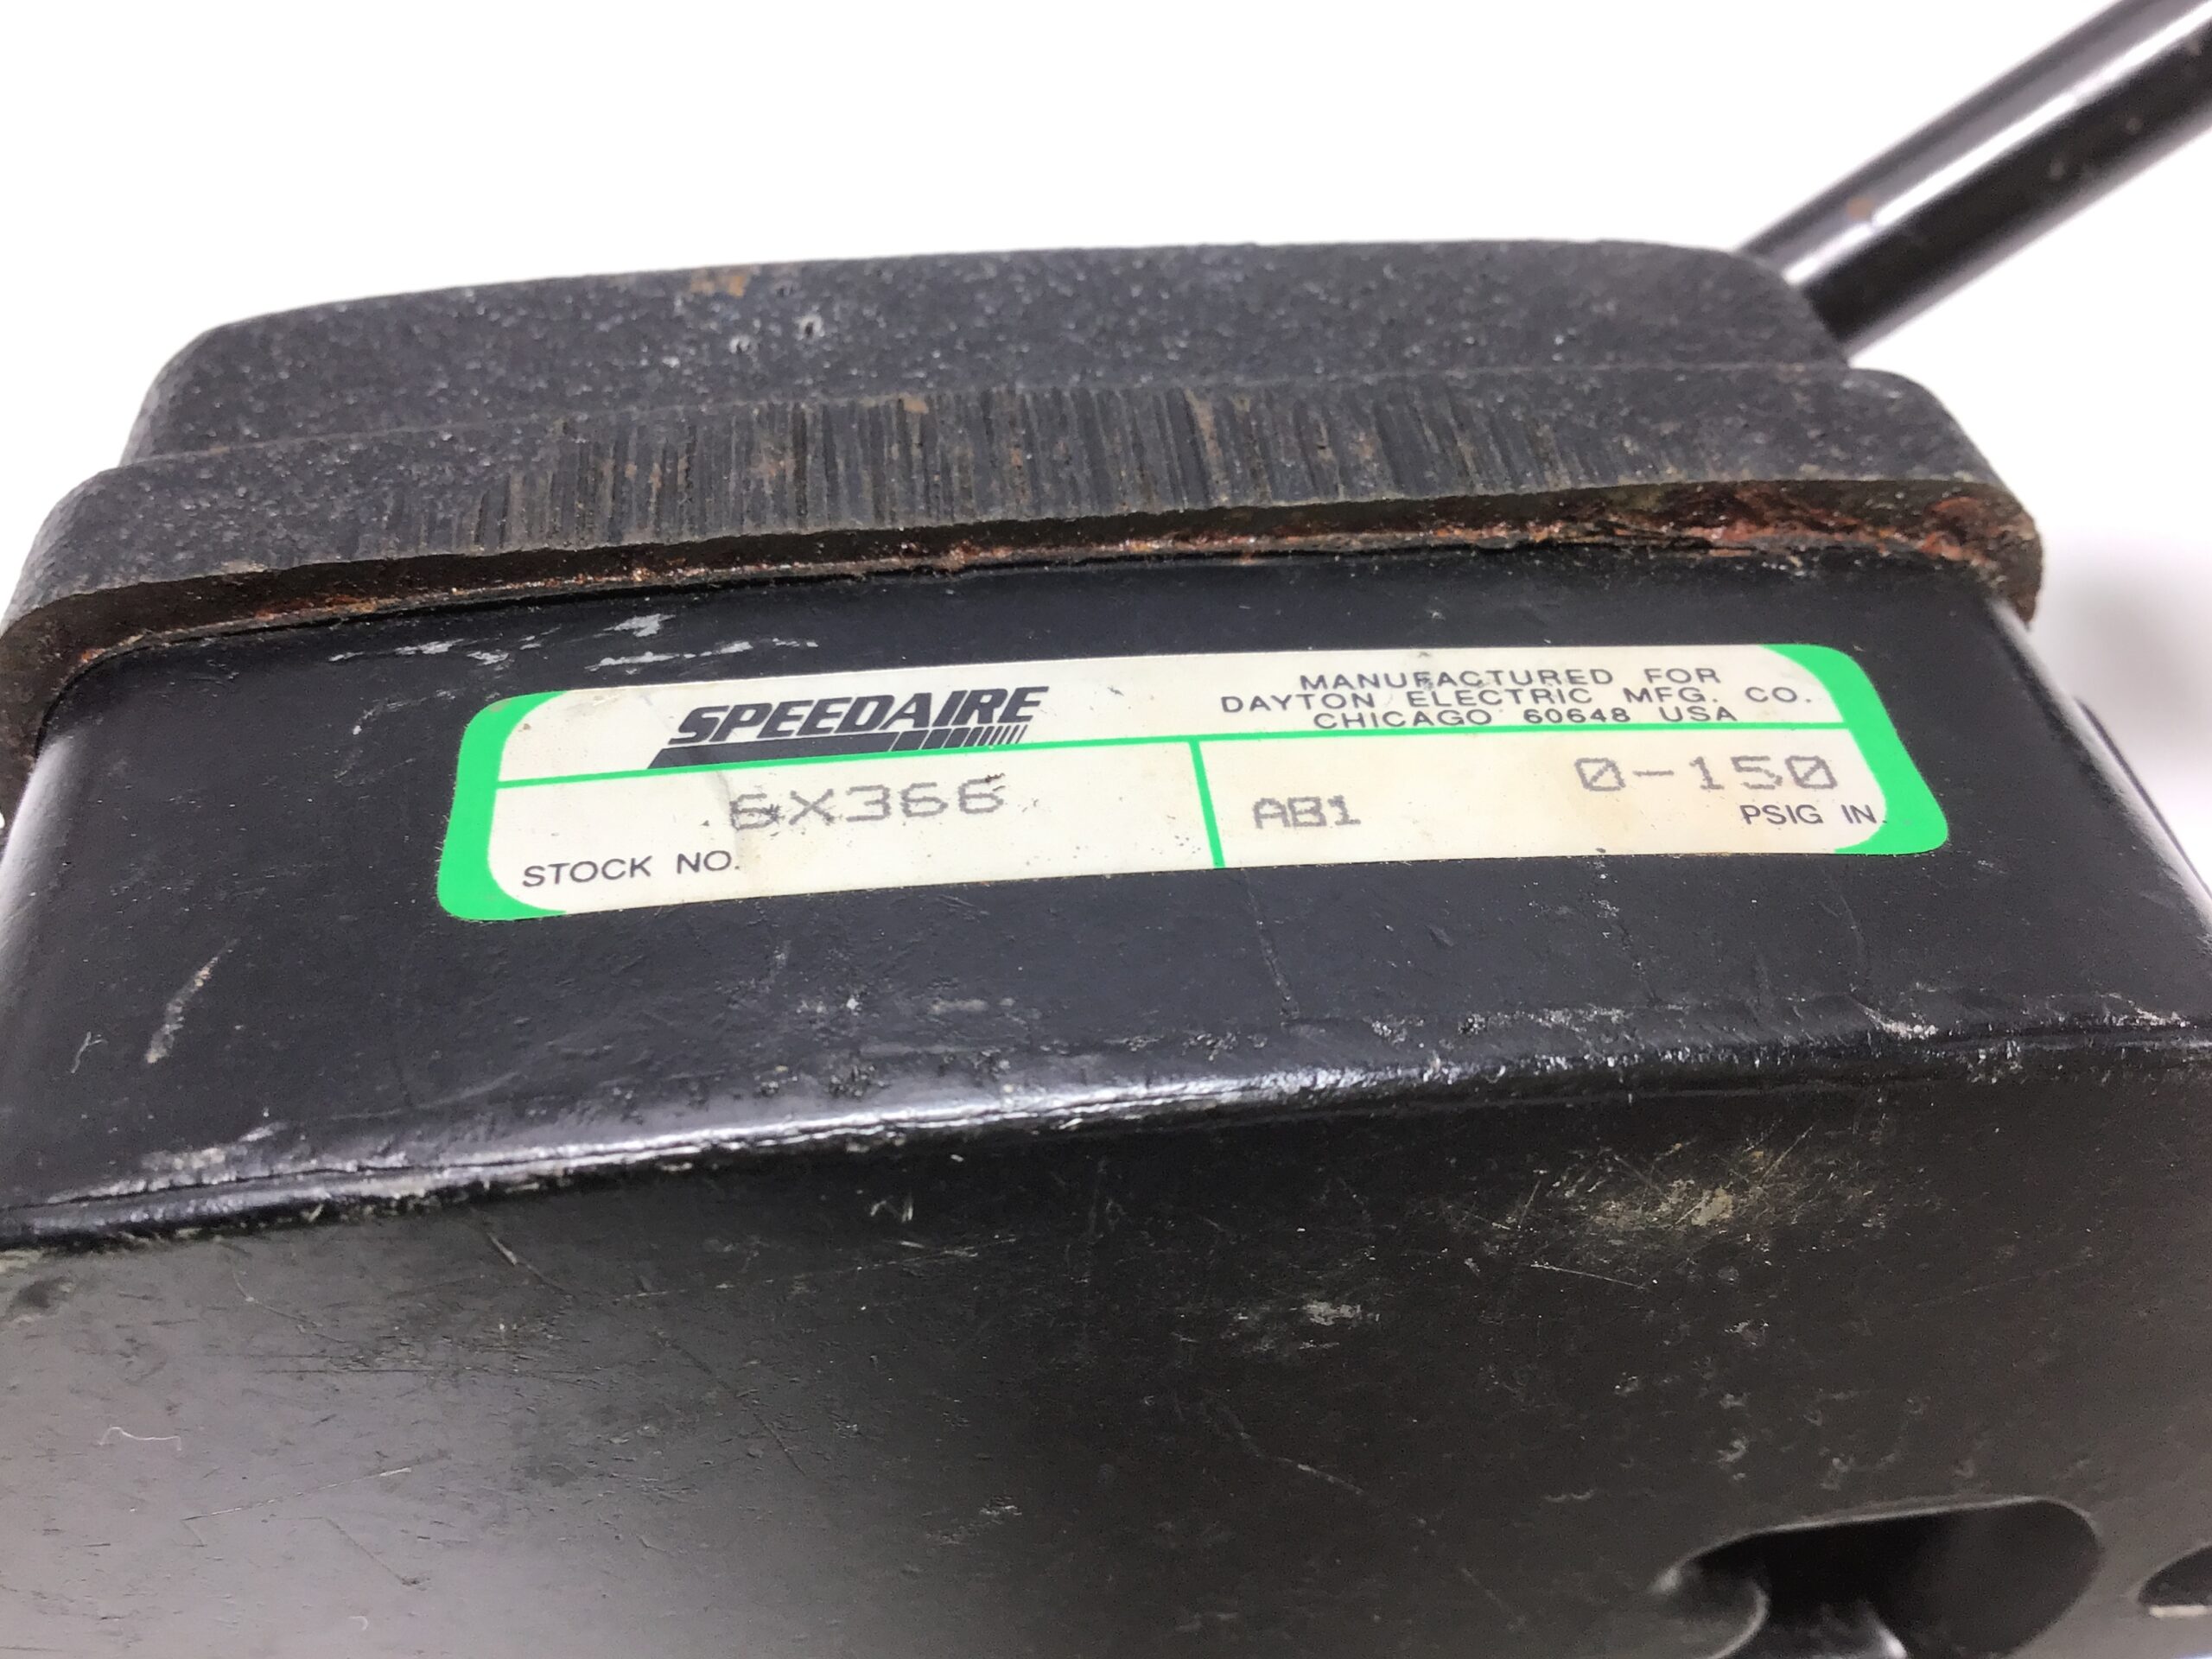 SPEEDAIRE
MANUFACTURED FOR
DAYTON ELECTRIC MFG. CO.
CHICAGO 60648 USA
6X366
STOCK NO.
AB1
0-150
PSIG IN.